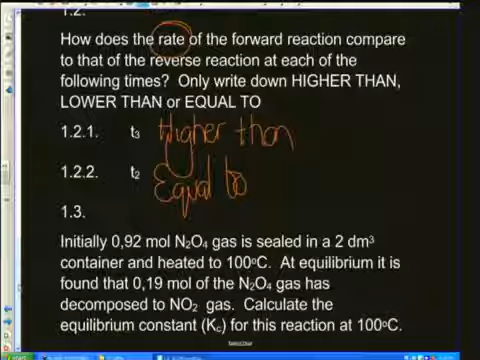 1.2.
How does the rate of the forward reaction compare
to that of the reverse reaction at each of the
following times? Only write down HIGHER THAN,
LOWER THAN or EQUAL TO
1.2.1. t₃ Higher than
1.2.2. t₂ Equal to
1.3.
Initially 0,92 mol N₂O₄ gas is sealed in a 2 dm³
container and heated to 100⁰C. At equilibrium it is
found that 0,19 mol of the N₂O₄ gas has
decomposed to NO₂ gas. Calculate the
equilibrium constant (Kc) for this reaction at 100⁰C.